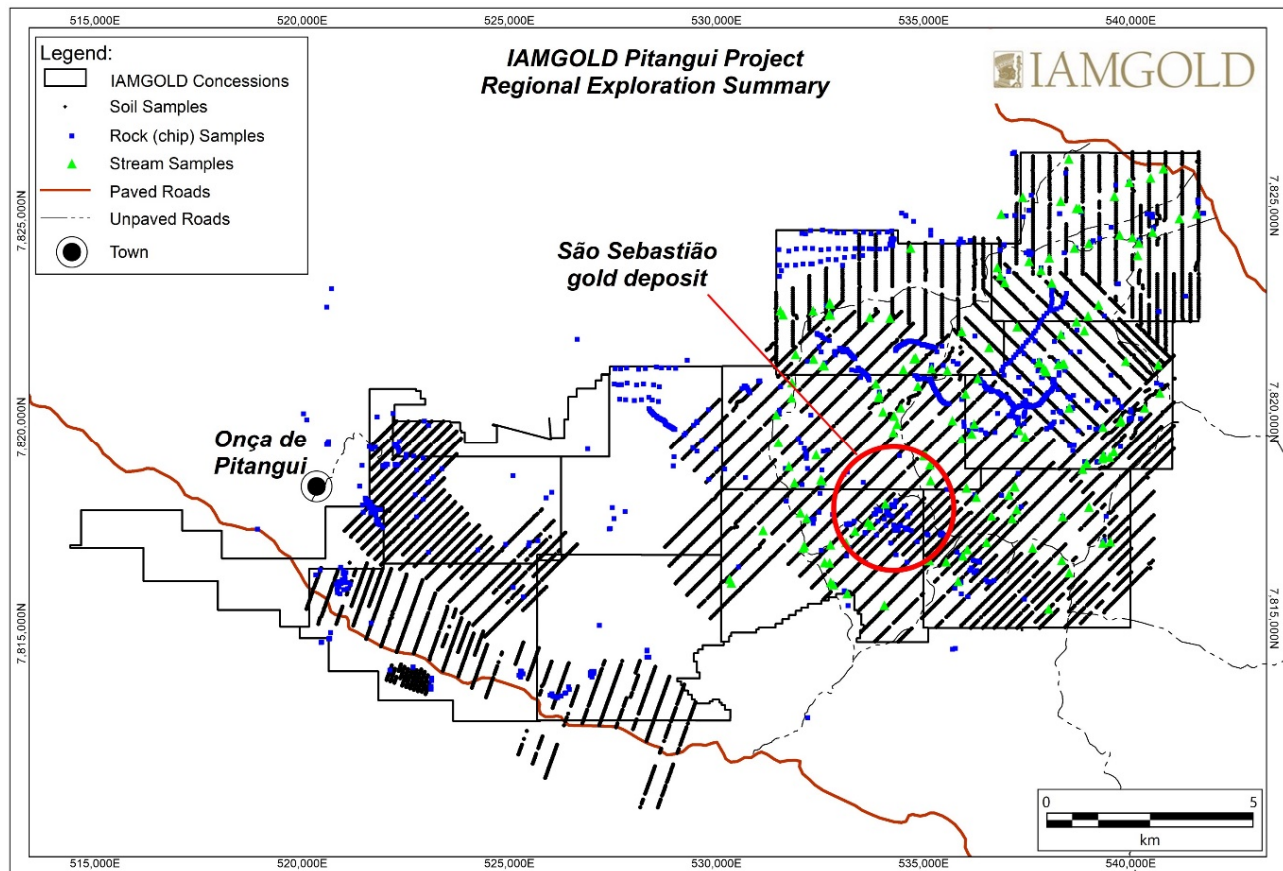 515,000E 520,000E 525,000E 530,000E 535,000E 540,000E
Legend:
IAMGOLD Concessions
Soil Samples
Rock (chip) Samples
Stream Samples
Paved Roads
Unpaved Roads
Town
IAMGOLD Pitangui Project
Regional Exploration Summary
IAMGOLD
São Sebastião
gold deposit
Onça de
Pitangui
7,825,000N
7,820,000N
7,815,000N
7,825,000N
7,820,000N
7,815,000N
0 5
km
515,000E 520,000E 525,000E 530,000E 535,000E 540,000E